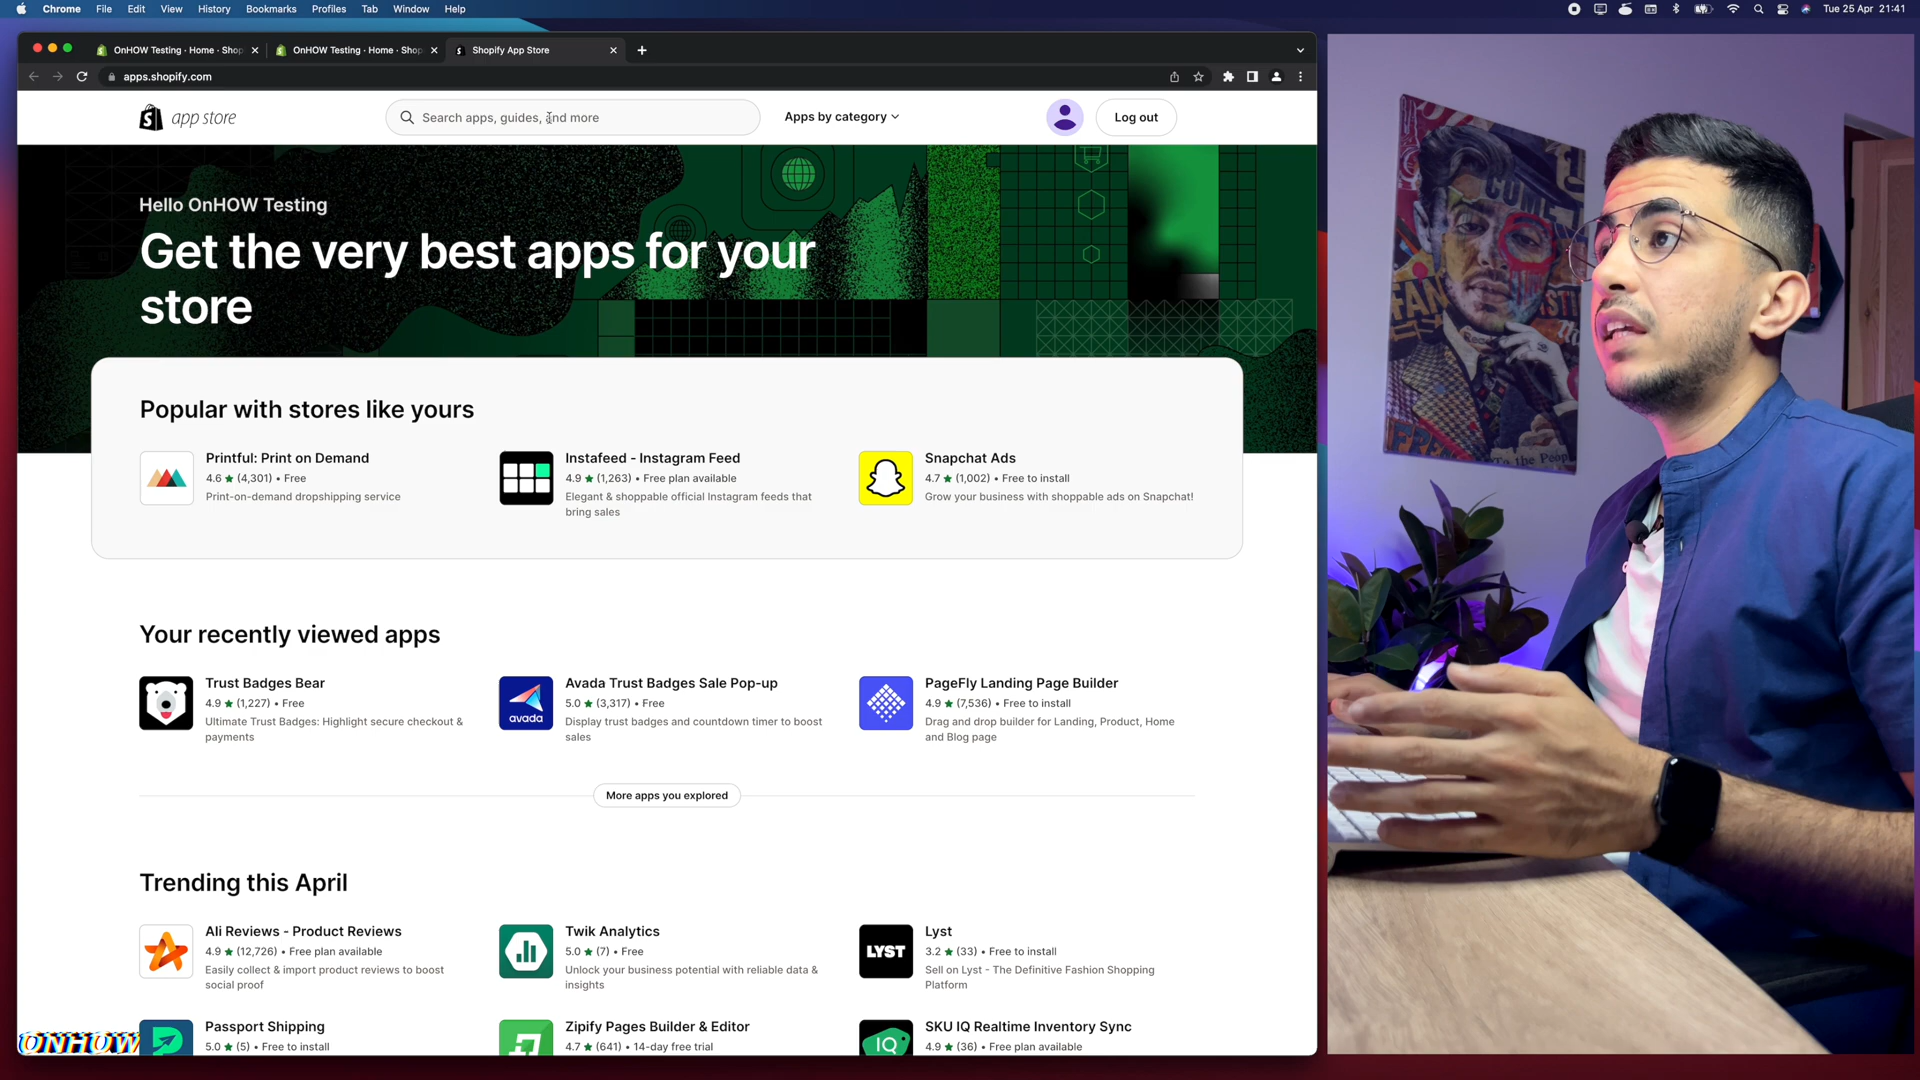 Chrome File Edit View History Bookmarks Profiles Tab Window Help Tue 25 Apr 21:41
OnHOW Testing · Home · Shop OnHOW Testing · Home · Shop Shopify App Store
apps.shopify.com
app store Search apps, guides, and more Apps by category Log out
Hello OnHOW Testing
Get the very best apps for your
store
Popular with stores like yours
Printful: Print on Demand
4.6 ★ (4,301) • Free
Print-on-demand dropshipping service
Instafeed - Instagram Feed
4.9 ★ (1,263) • Free plan available
Elegant & shoppable official Instagram feeds that
bring sales
Snapchat Ads
4.7 ★ (1,002) • Free to install
Grow your business with shoppable ads on Snapchat!
Your recently viewed apps
Trust Badges Bear
4.9 ★ (1,227) • Free
Ultimate Trust Badges: Highlight secure checkout &
payments
avada
Avada Trust Badges Sale Pop-up
5.0 ★ (3,317) • Free
Display trust badges and countdown timer to boost
sales
PageFly Landing Page Builder
4.9 ★ (7,536) • Free to install
Drag and drop builder for Landing, Product, Home
and Blog page
More apps you explored
Trending this April
Ali Reviews - Product Reviews
4.9 ★ (12,726) • Free plan available
Easily collect & import product reviews to boost
social proof
Twik Analytics
5.0 ★ (7) • Free
Unlock your business potential with reliable data &
insights
LYST
Lyst
3.2 ★ (33) • Free to install
Sell on Lyst - The Definitive Fashion Shopping
Platform
Passport Shipping
5.0 ★ (5) • Free to install
Zipify Pages Builder & Editor
4.7 ★ (641) • 14-day free trial
IQ
SKU IQ Realtime Inventory Sync
4.9 ★ (36) • Free plan available
ONHOW
to the People